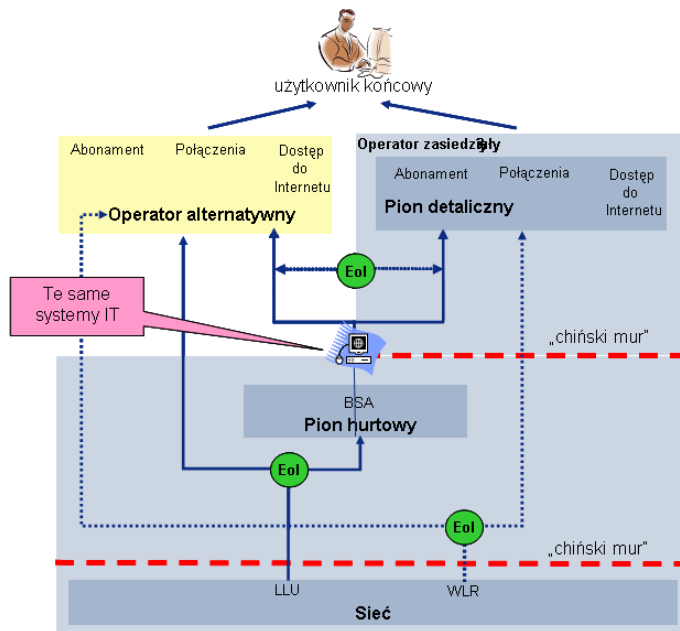 użytkownik końcowy
Abonament
Połączenia
Dostęp
do
Internetu
Operator alternatywny
Operator zasiedziały
Abonament
Połączenia
Dostęp
do
Internetu
Pion detaliczny
EoI
Te same
systemy IT
„chiński mur"
BSA
Pion hurtowy
EoI
EoI
„chiński mur"
LLU
WLR
Sieć